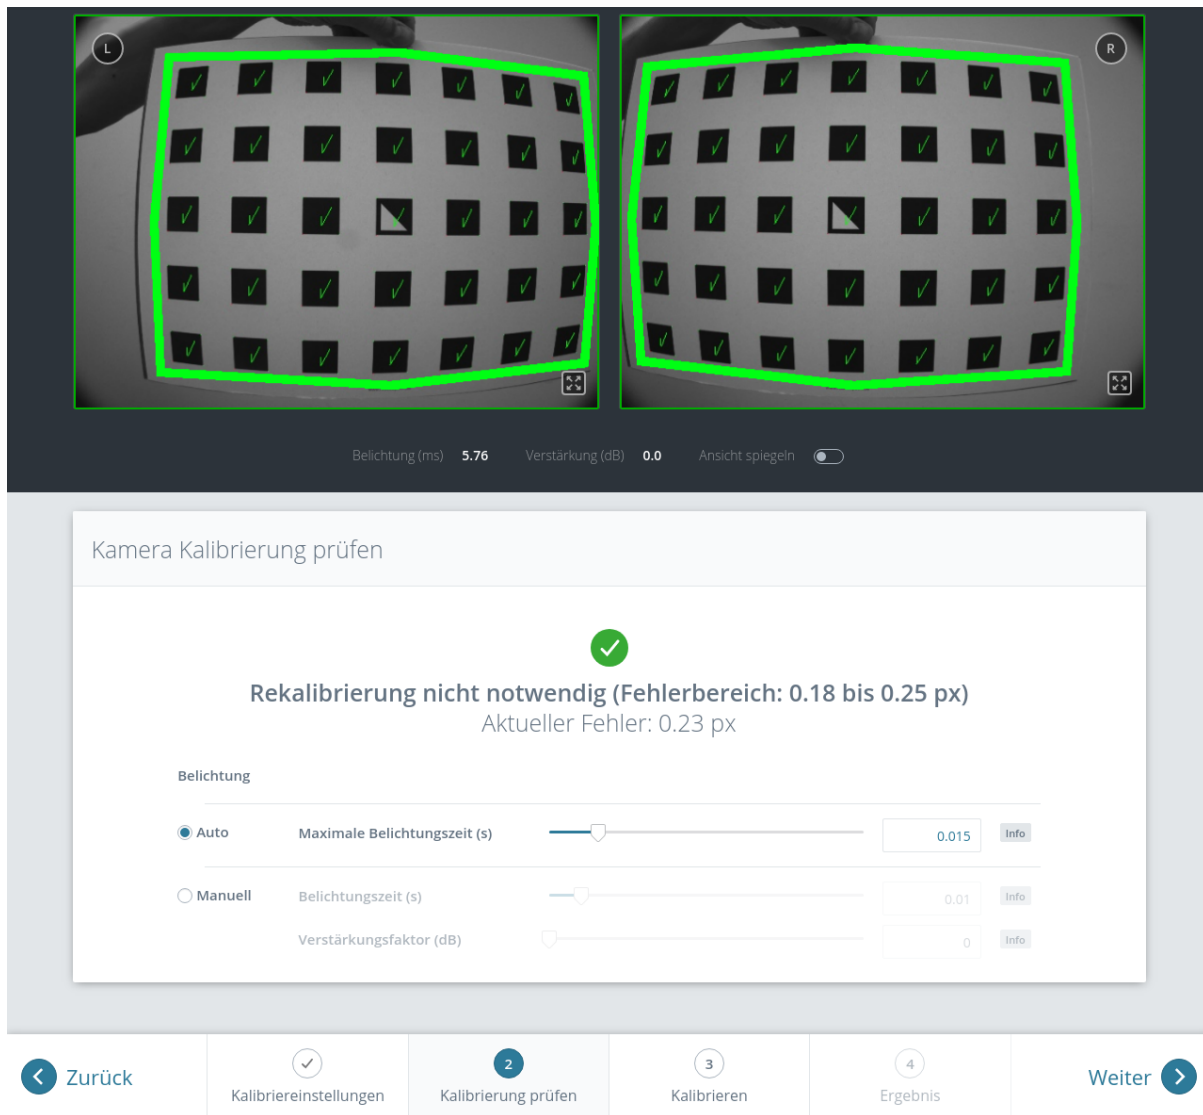 L
R
Belichtung (ms) 5.76 Verstärkung (dB) 0.0 Ansicht spiegeln
Kamera Kalibrierung prüfen
Rekalibrierung nicht notwendig (Fehlerbereich: 0.18 bis 0.25 px)
Aktueller Fehler: 0.23 px
Belichtung
Auto Maximale Belichtungszeit (s) 0.015 Info
Manuell Belichtungszeit (s) 0.01 Info
Verstärkungsfaktor (dB) 0 Info
Zurück
Kalibriereinstellungen
2
Kalibrierung prüfen
3
Kalibrieren
4
Ergebnis
Weiter